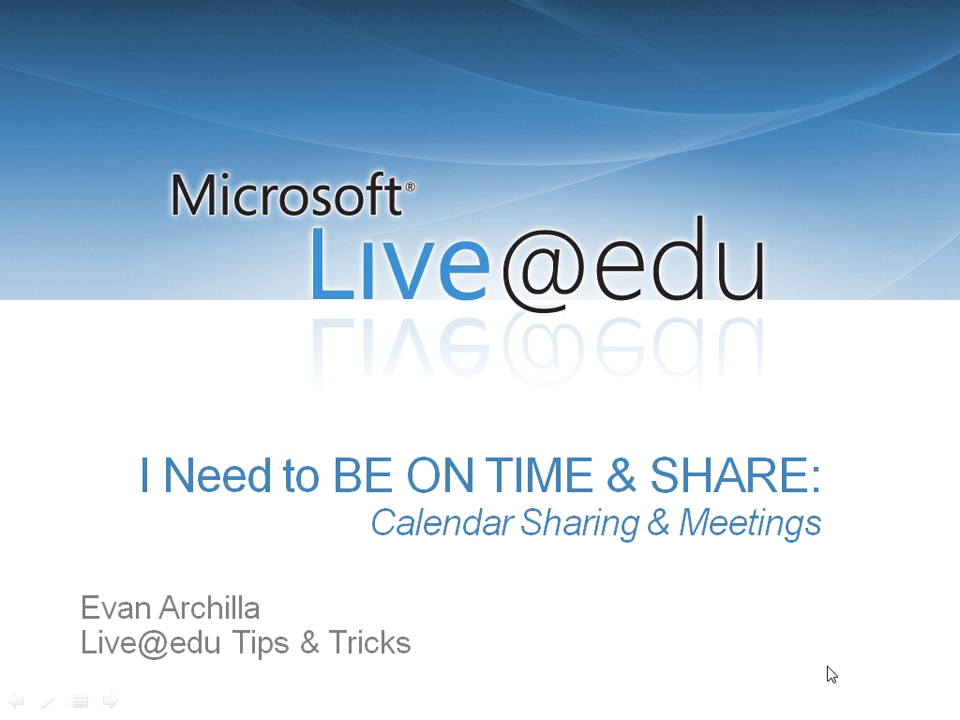 Microsoft®
Live@edu
I Need to BE ON TIME & SHARE:
Calendar Sharing & Meetings
Evan Archilla
Live@edu Tips & Tricks